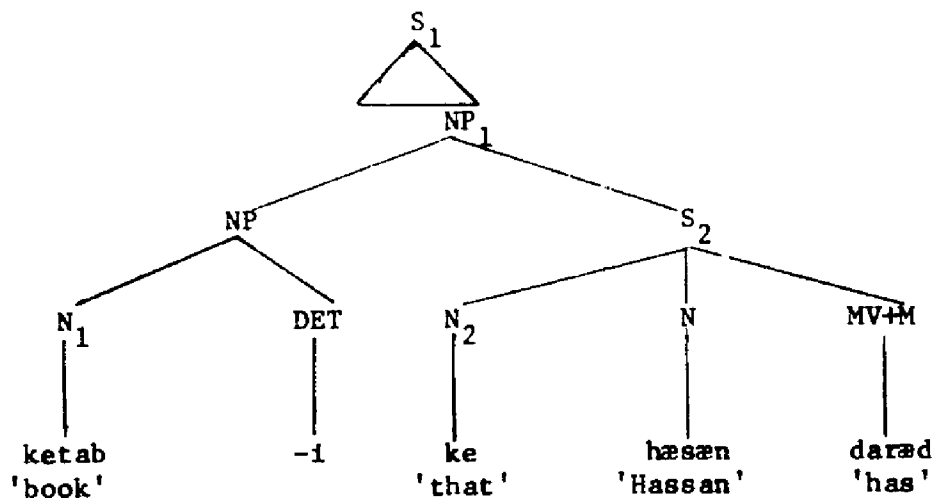 S1
NP1
NP S2
N1 DET N2 N MV+M
ketab -i ke hæsæn daræd
'book' 'that' 'Hassan' 'has'